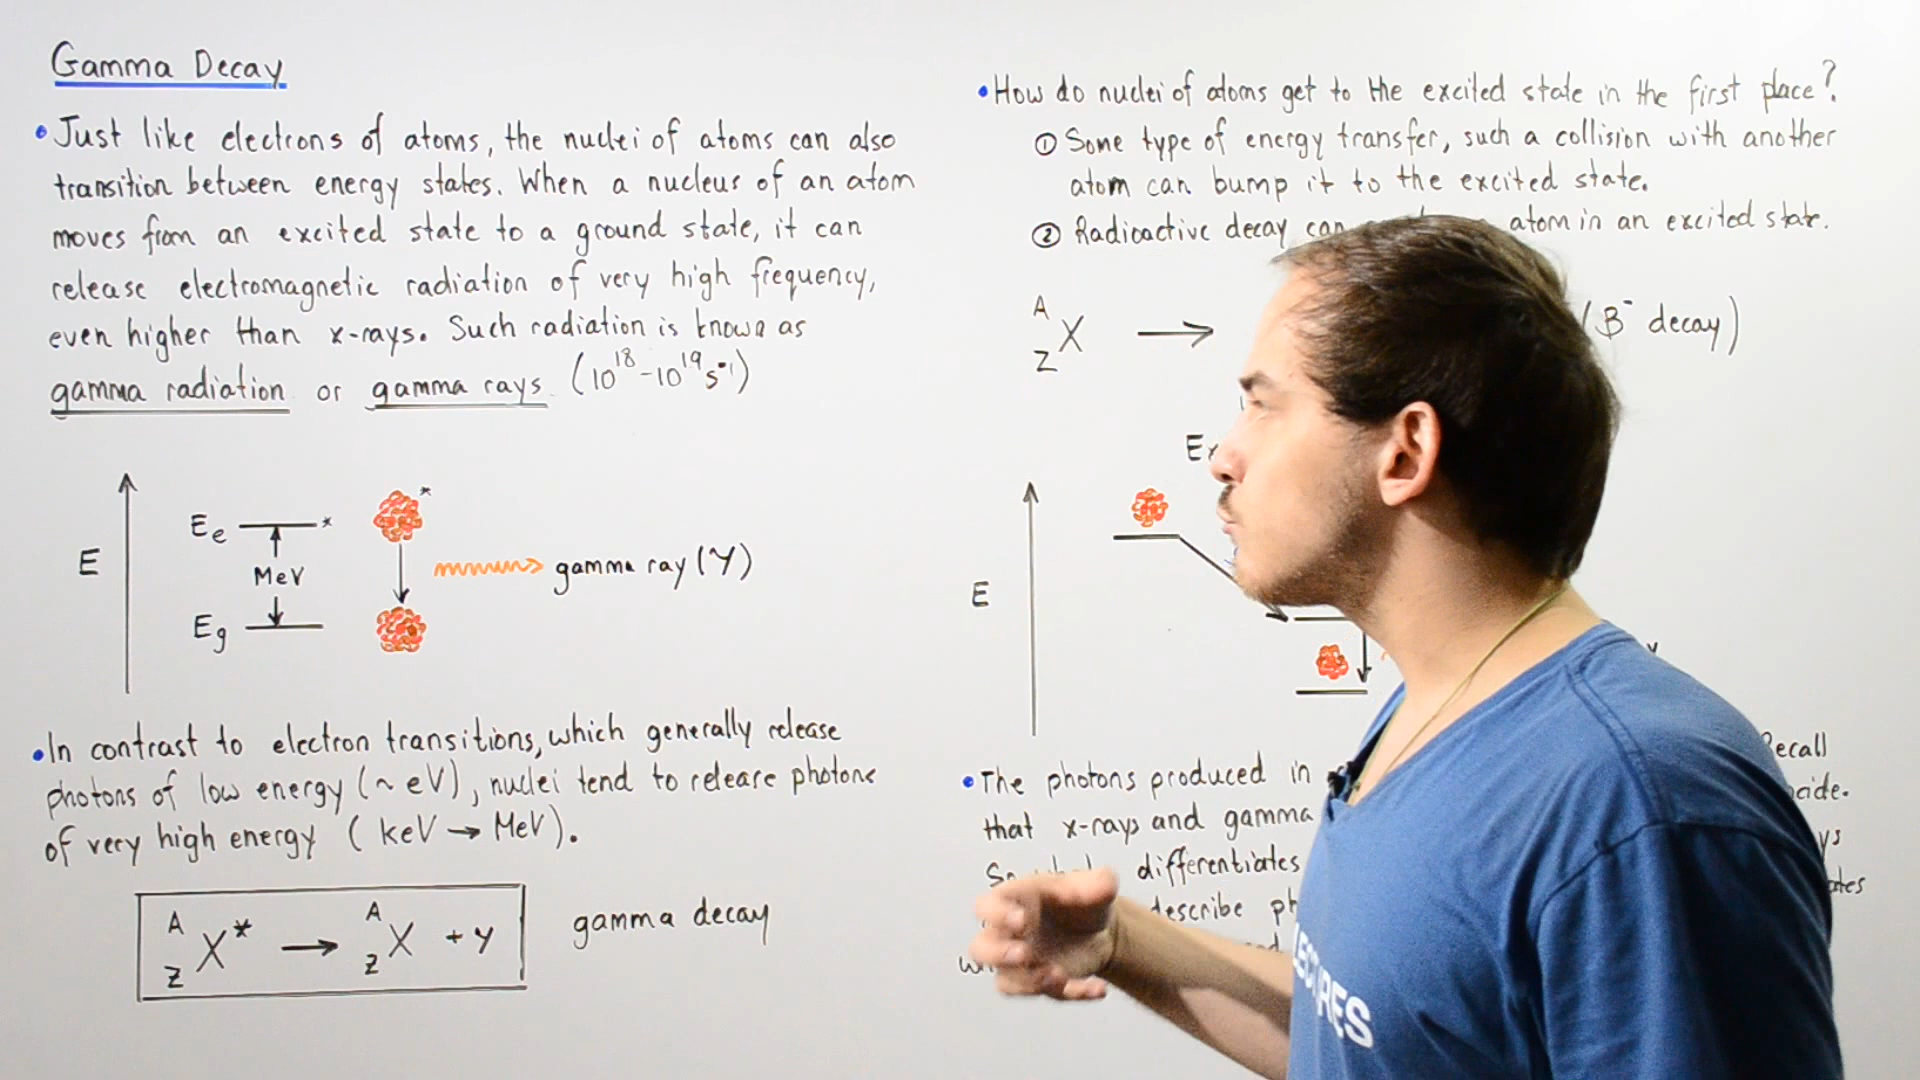 Gamma Decay
• Just like electrons of atoms, the nuclei of atoms can also
transition between energy states. When a nucleus of an atom
moves from an excited state to a ground state, it can
release electromagnetic radiation of very high frequency,
even higher than x-rays. Such radiation is known as
gamma radiation or gamma rays. (10¹⁸-10¹⁹s⁻¹)
E
Ee *
MeV
Eg
*
gamma ray (γ)
• In contrast to electron transitions, which generally release
photons of low energy (~eV), nuclei tend to release photons
of very high energy (keV → MeV).
ᴬ_Z X* → ᴬ_Z X + γ
gamma decay
• How do nuclei of atoms get to the excited state in the first place?
① Some type of energy transfer, such a collision with another
atom can bump it to the excited state.
② Radioactive decay can atom in an excited state.
ᴬ_Z X → (B⁻ decay)
E
• The photons produced in Recall
that x-rays and gamma
So differentiates
describe
LECTURES